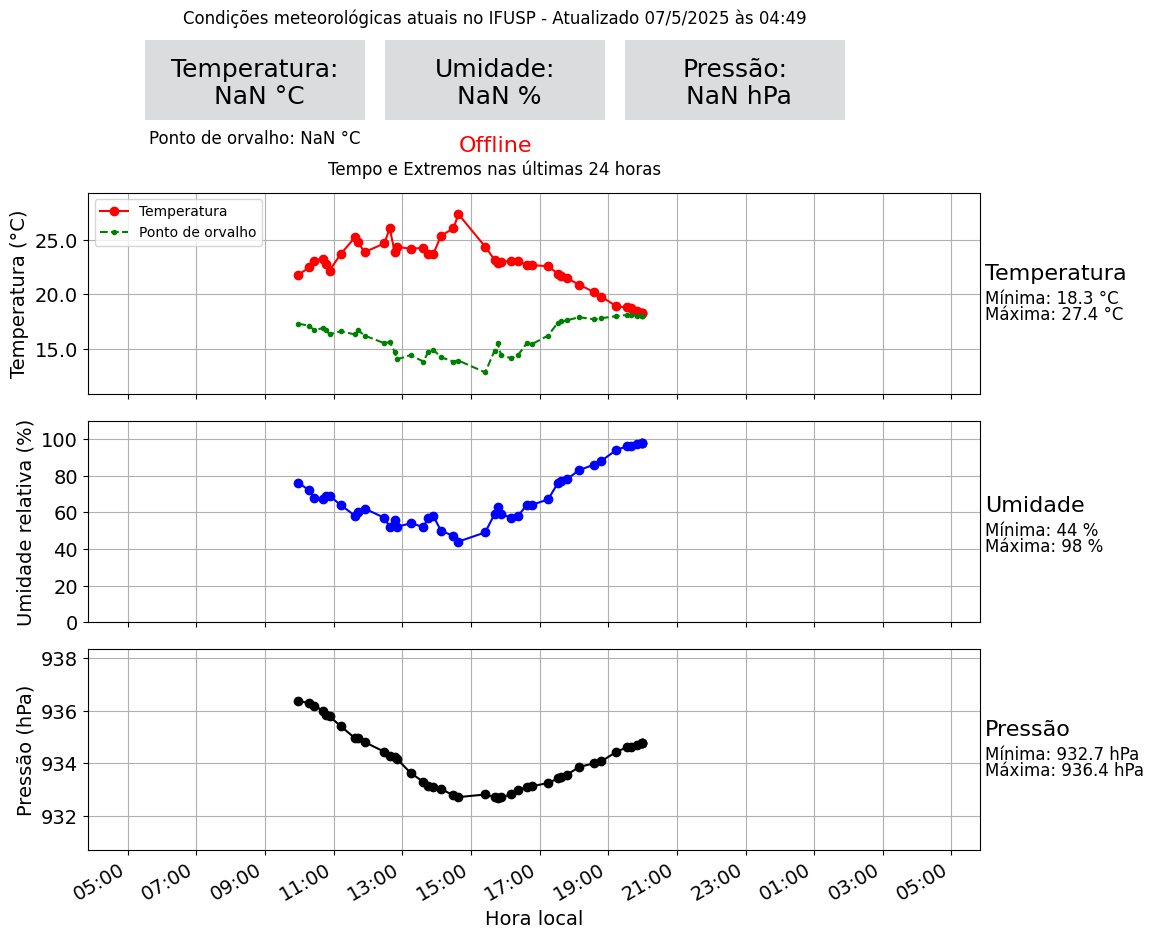 Condições meteorológicas atuais no IFUSP - Atualizado 07/5/2025 às 04:49
Temperatura:
NaN °C
Umidade:
NaN %
Pressão:
NaN hPa
Ponto de orvalho: NaN °C
Offline
Tempo e Extremos nas últimas 24 horas
Temperatura (°C)
25.0
20.0
15.0
Temperatura
Ponto de orvalho
Temperatura
Mínima: 18.3 °C
Máxima: 27.4 °C
Umidade relativa (%)
100
80
60
40
20
0
Umidade
Mínima: 44 %
Máxima: 98 %
Pressão (hPa)
938
936
934
932
Pressão
Mínima: 932.7 hPa
Máxima: 936.4 hPa
05:00
07:00
09:00
11:00
13:00
15:00
17:00
19:00
21:00
23:00
01:00
03:00
05:00
Hora local